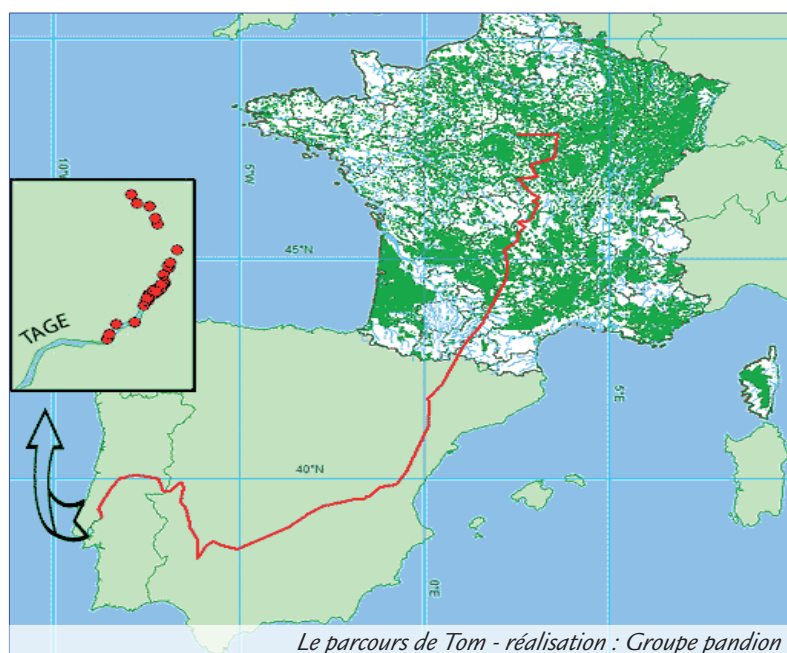 10°W
5°W
45°N
TAGE
5°E
40°N
0°E
Le parcours de Tom - réalisation : Groupe pandion